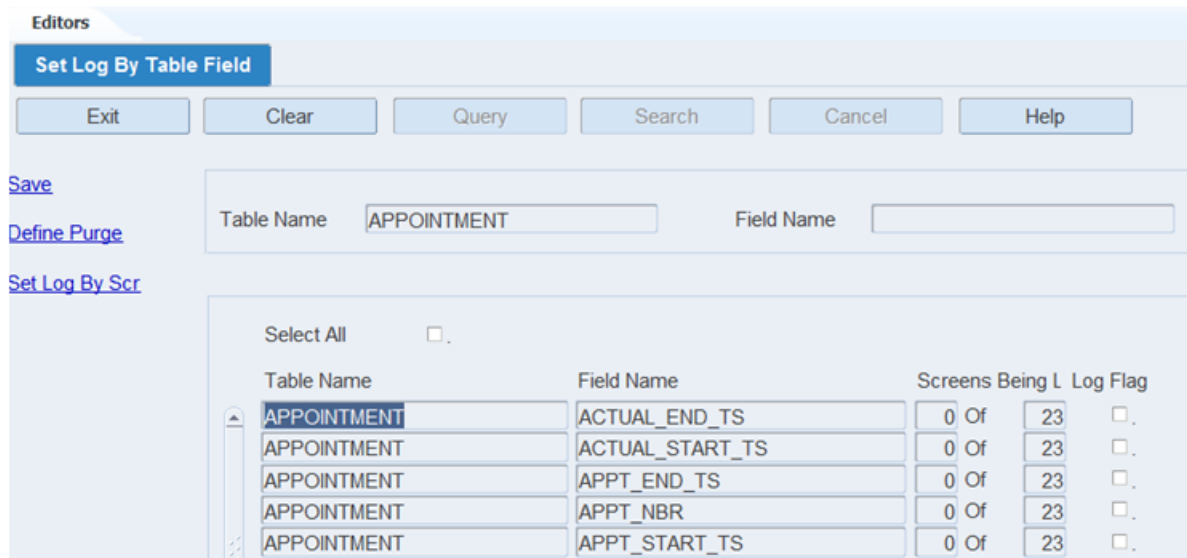 Editors
Set Log By Table Field
Exit Clear Query Search Cancel Help
Save
Define Purge
Set Log By Scr
Table Name APPOINTMENT Field Name
Select All .
Table Name Field Name Screens Being L Log Flag
APPOINTMENT ACTUAL_END_TS 0 Of 23 .
APPOINTMENT ACTUAL_START_TS 0 Of 23 .
APPOINTMENT APPT_END_TS 0 Of 23 .
APPOINTMENT APPT_NBR 0 Of 23 .
APPOINTMENT APPT_START_TS 0 Of 23 .